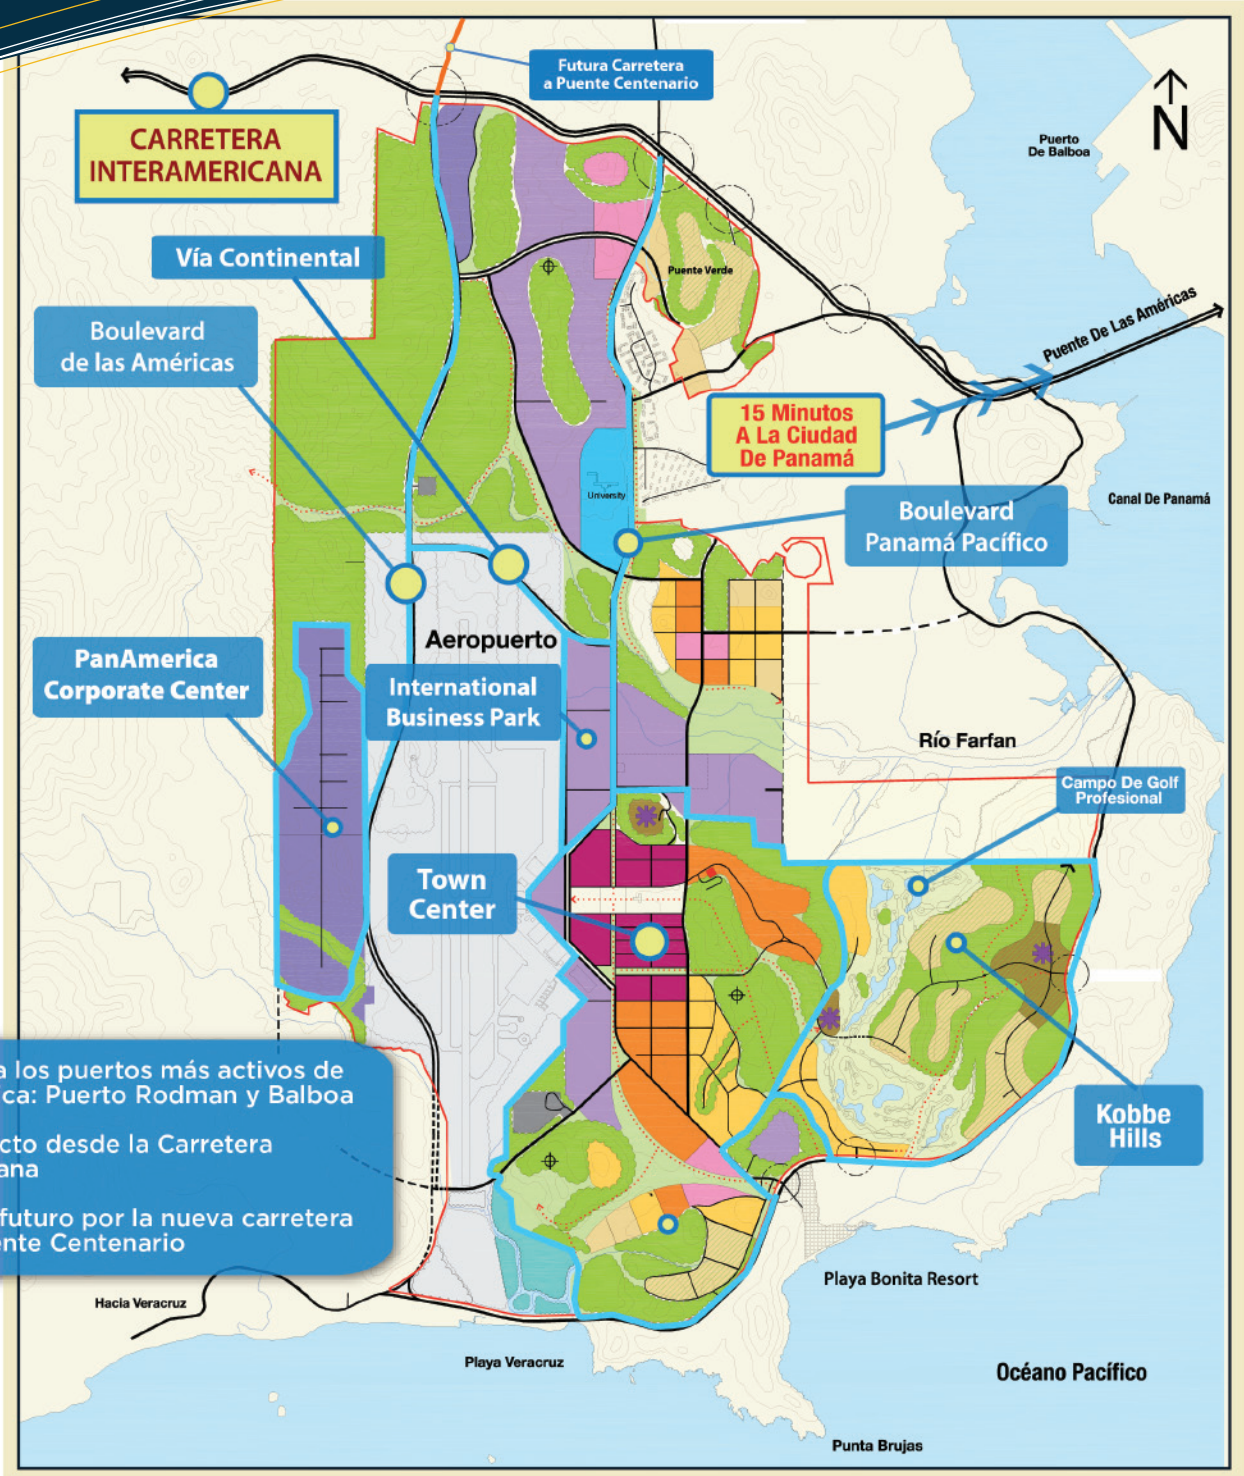 Futura Carretera
a Puente Centenario
CARRETERA
INTERAMERICANA
N
Puerto
De Balboa
Vía Continental
Puente Verde
Boulevard
de las Américas
Puente De Las Américas
15 Minutos
A La Ciudad
De Panamá
University
Canal De Panamá
Boulevard
Panamá Pacífico
Aeropuerto
PanAmerica
Corporate Center
International
Business Park
Río Farfan
Campo De Golf
Profesional
Town
Center
Kobbe
Hills
a los puertos más activos de
ca: Puerto Rodman y Balboa
cto desde la Carretera
ana
futuro por la nueva carretera
nte Centenario
Hacia Veracruz
Playa Bonita Resort
Playa Veracruz
Océano Pacífico
Punta Brujas